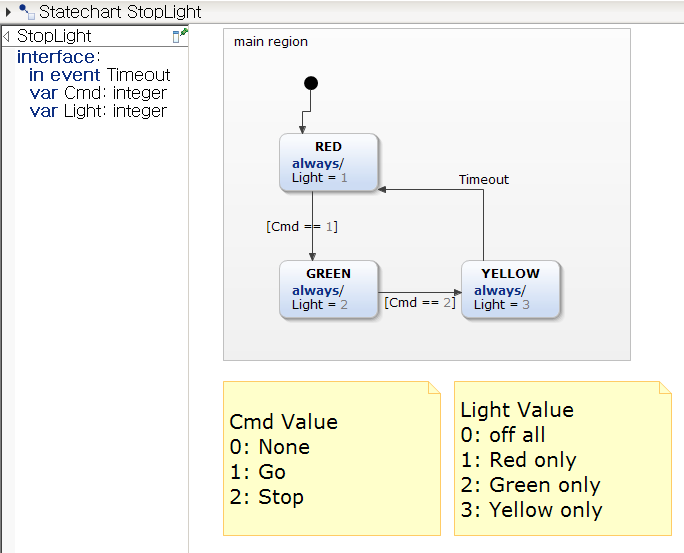 Statechart StopLight
StopLight
interface:
in event Timeout
var Cmd: integer
var Light: integer
main region
RED
always/
Light = 1
Timeout
[Cmd == 1]
GREEN
always/
Light = 2
[Cmd == 2]
YELLOW
always/
Light = 3
Cmd Value
0: None
1: Go
2: Stop
Light Value
0: off all
1: Red only
2: Green only
3: Yellow only